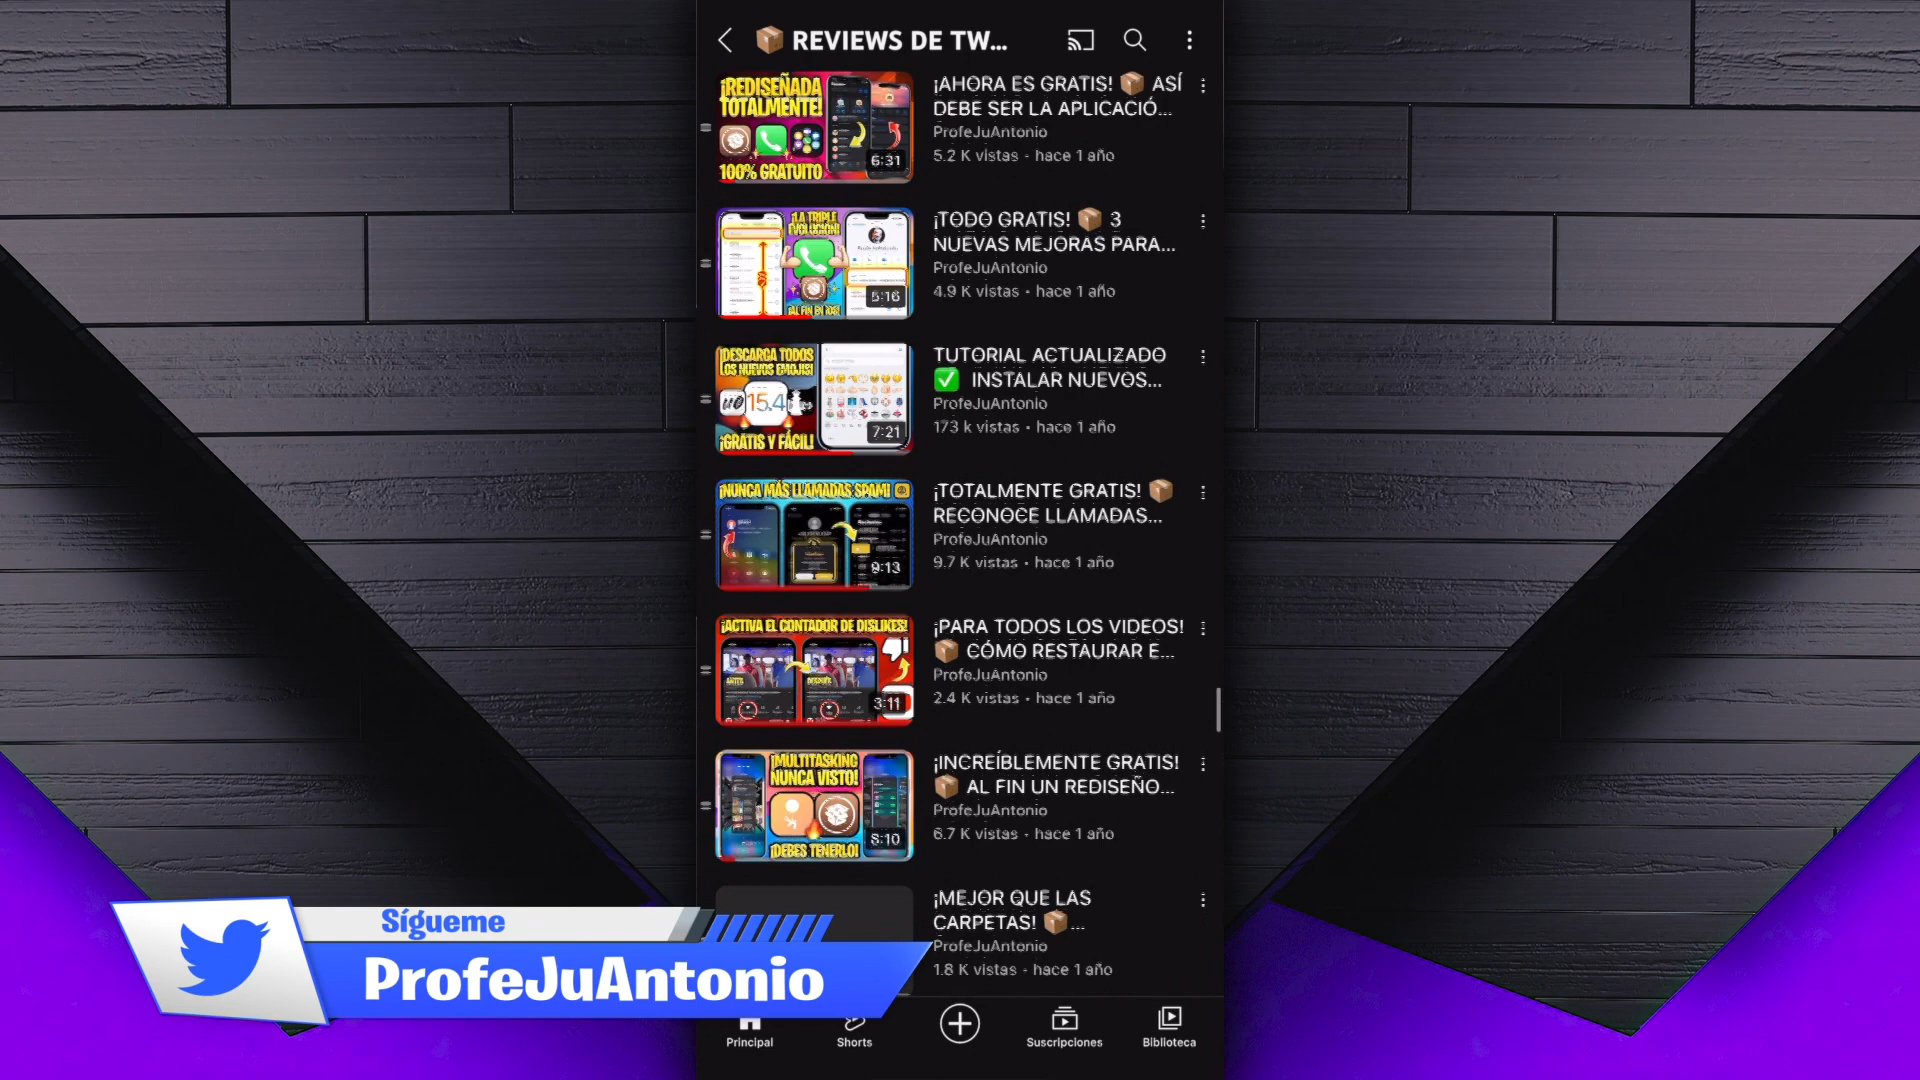 REVIEWS DE TW...
¡REDISEÑADA
TOTALMENTE!
100% GRATUITO
6:31
¡AHORA ES GRATIS! 📦 ASÍ
DEBE SER LA APLICACIÓ...
ProfeJuAntonio
5.2 K vistas · hace 1 año
¡LA TRIPLE
EVOLUCIÓN!
¡AL FIN EN IOS!
5:16
¡TODO GRATIS! 📦 3
NUEVAS MEJORAS PARA...
ProfeJuAntonio
4.9 K vistas · hace 1 año
¡DESCARGA TODOS
LOS NUEVOS EMOJIS!
15.4
¡GRATIS Y FÁCIL!
7:21
TUTORIAL ACTUALIZADO
✅ INSTALAR NUEVOS...
ProfeJuAntonio
173 k vistas · hace 1 año
¡NUNCA MÁS LLAMADAS SPAM!
9:13
¡TOTALMENTE GRATIS! 📦
RECONOCE LLAMADAS...
ProfeJuAntonio
9.7 K vistas · hace 1 año
¡ACTIVA EL CONTADOR DE DISLIKES!
ANTES
DESPUÉS
3:11
¡PARA TODOS LOS VIDEOS!
📦 CÓMO RESTAURAR E...
ProfeJuAntonio
2.4 K vistas · hace 1 año
¡MULTITASKING
NUNCA VISTO!
¡DEBES TENERLO!
8:10
¡INCREÍBLEMENTE GRATIS!
📦 AL FIN UN REDISEÑO...
ProfeJuAntonio
6.7 K vistas · hace 1 año
¡MEJOR QUE LAS
CARPETAS! 📦...
ProfeJuAntonio
1.8 K vistas · hace 1 año
Sígueme
ProfeJuAntonio
Principal
Shorts
Suscripciones
Biblioteca